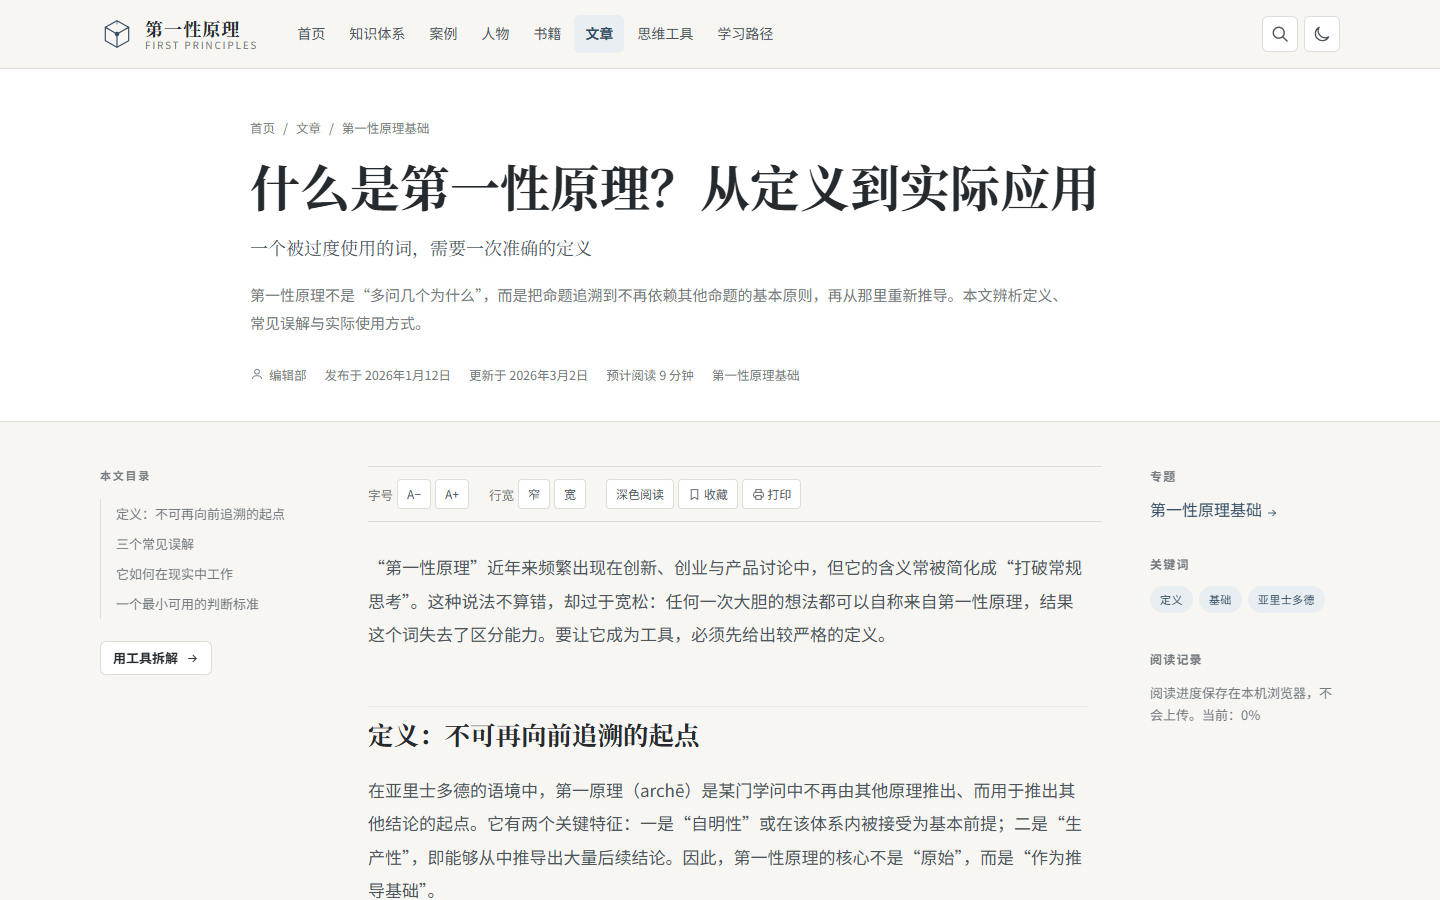 第一性原理
FIRST PRINCIPLES
首页 知识体系 案例 人物 书籍 文章 思维工具 学习路径
首页 / 文章 / 第一性原理基础
什么是第一性原理？从定义到实际应用
一个被过度使用的词，需要一次准确的定义
第一性原理不是“多问几个为什么”，而是把命题追溯到不再依赖其他命题的基本原则，再从那里重新推导。本文辨析定义、
常见误解与实际使用方式。
编辑部 发布于 2026年1月12日 更新于 2026年3月2日 预计阅读 9 分钟 第一性原理基础
本文目录
定义：不可再向前追溯的起点
三个常见误解
它如何在现实中工作
一个最小可用的判断标准
用工具拆解 →
字号 A− A+ 行宽 窄 宽 深色阅读 收藏 打印
“第一性原理”近年来频繁出现在创新、创业与产品讨论中，但它的含义常被简化成“打破常规
思考”。这种说法不算错，却过于宽松：任何一次大胆的想法都可以自称来自第一性原理，结果
这个词失去了区分能力。要让它成为工具，必须先给出较严格的定义。
定义：不可再向前追溯的起点
在亚里士多德的语境中，第一原理（archē）是某门学问中不再由其他原理推出、而用于推出其
他结论的起点。它有两个关键特征：一是“自明性”或在该体系内被接受为基本前提；二是“生
产性”，即能够从中推导出大量后续结论。因此，第一性原理的核心不是“原始”，而是“作为推
导基础”。
专题
第一性原理基础 →
关键词
定义 基础 亚里士多德
阅读记录
阅读进度保存在本机浏览器，不
会上传。当前：0%